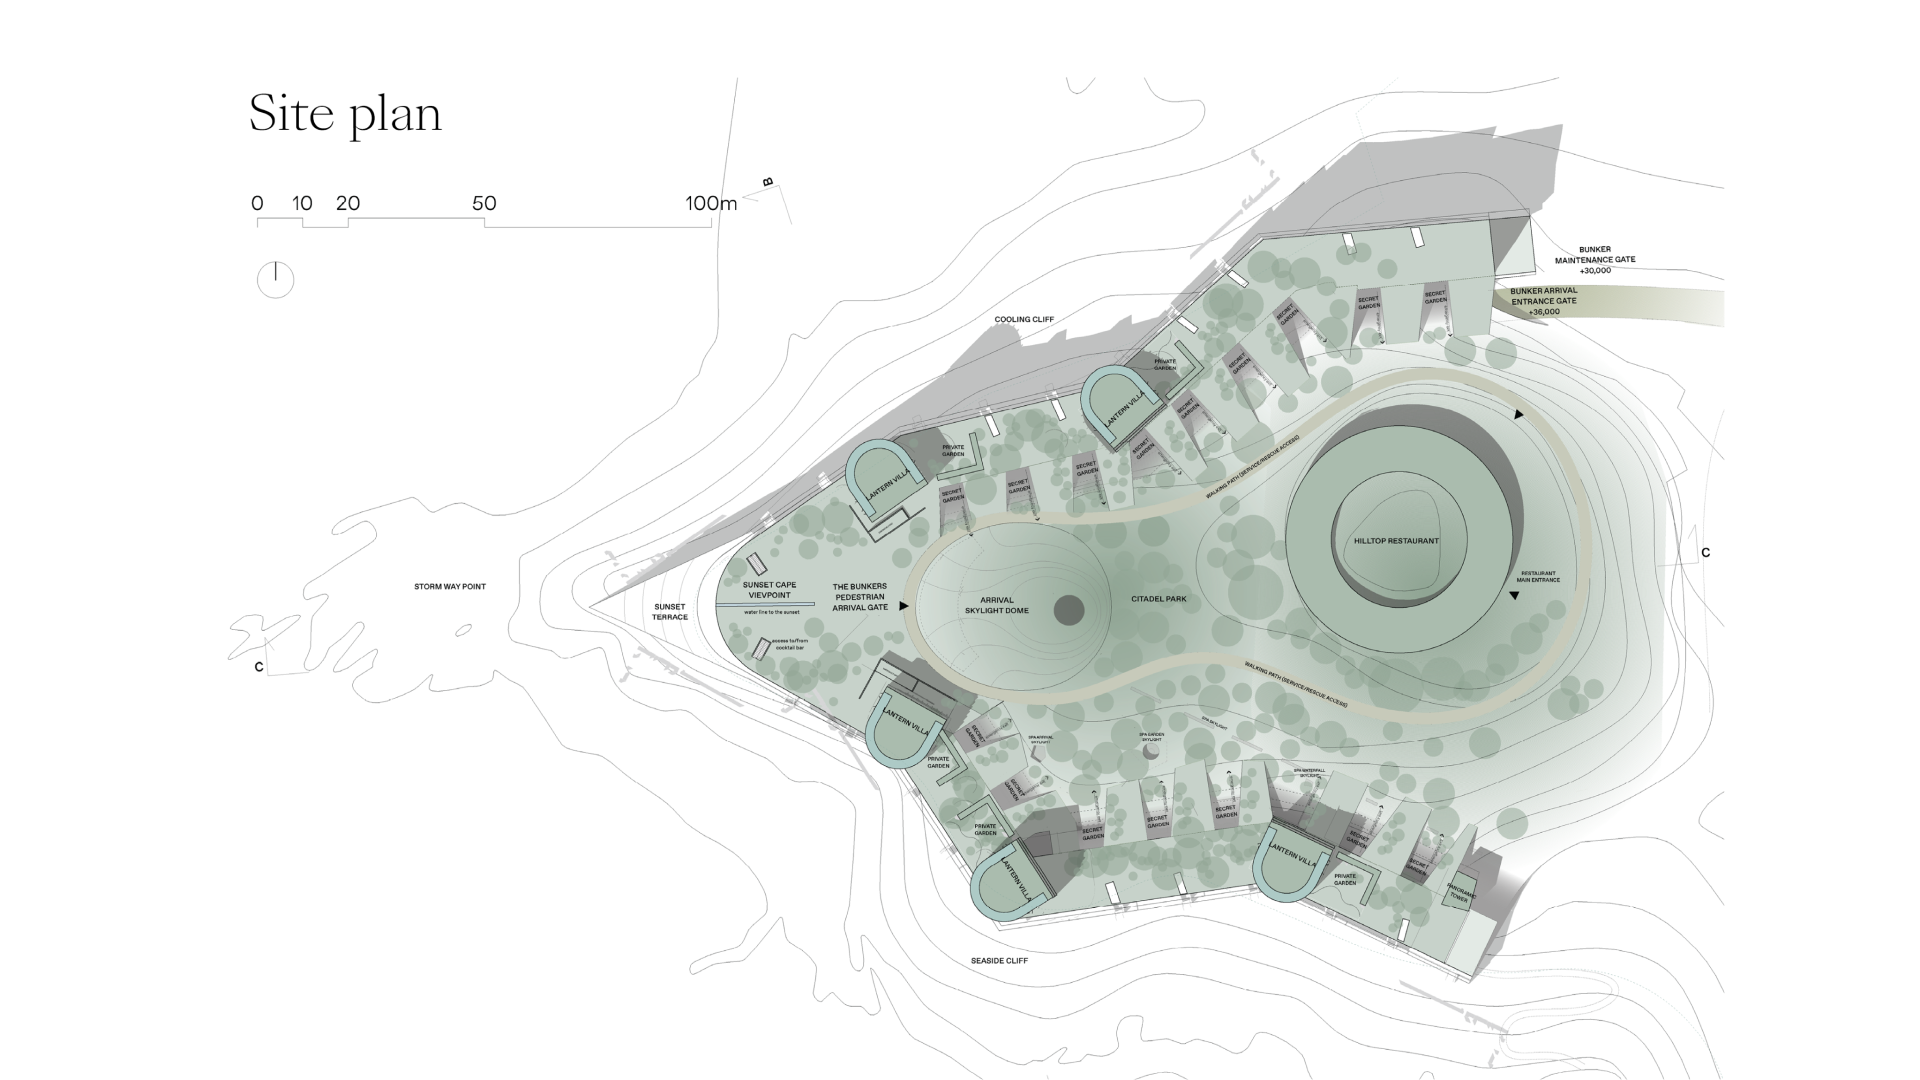 Site plan
0 10 20 50 100m
B
BUNKER
MAINTENANCE GATE
+30,000
BUNKER ARRIVAL
ENTRANCE GATE
+36,000
COOLING CLIFF
SECRET
GARDEN
SECRET
GARDEN
SECRET
GARDEN
SECRET
GARDEN
SECRET
GARDEN
SECRET
GARDEN
SECRET
GARDEN
SECRET
GARDEN
SECRET
GARDEN
PRIVATE
GARDEN
LANTERN VILLA
PRIVATE
GARDEN
LANTERN VILLA
WALKING PATH (SERVICE/RESCUE ACCESS)
HILLTOP RESTAURANT
RESTAURANT
MAIN ENTRANCE
C
STORM WAY POINT
SUNSET
TERRACE
SUNSET CAPE
VIEWPOINT
water line to the sunset
access to/from
cocktail bar
THE BUNKERS
PEDESTRIAN
ARRIVAL GATE
ARRIVAL
SKYLIGHT DOME
CITADEL PARK
C
WALKING PATH (SERVICE/RESCUE ACCESS)
LANTERN VILLA
SECRET
GARDEN
SPA ARRIVAL
SKYLIGHT
SPA GARDEN
SKYLIGHT
SPA SKYLIGHT
SPA WATERFALL
SKYLIGHT
PRIVATE
GARDEN
SECRET
GARDEN
PRIVATE
GARDEN
SECRET
GARDEN
SECRET
GARDEN
SECRET
GARDEN
SECRET
GARDEN
SECRET
GARDEN
LANTERN VILLA
LANTERN VILLA
PRIVATE
GARDEN
PANORAMIC
TOWER
SEASIDE CLIFF